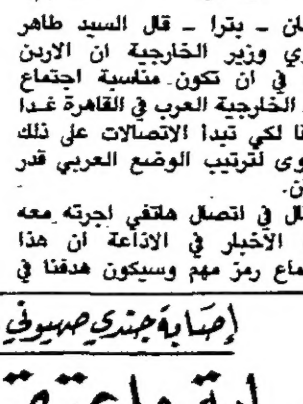 ان ـ بترا ـ قال السيد طاهر
ري وزير الخارجية ان الاردن
في ان تكون مناسبة اجتماع
الخارجية العرب في القاهرة غدا
نا لكي تبدا الاتصالات على ذلك
وى لترتيب الوضع العربي قدر
ن.
ال في اتصال هاتفي اجرته معه
الأخبار في الاذاعة ان هذا
ماع رمز مهم وسيكون هدفنا في
إصابة جندي صهيوني